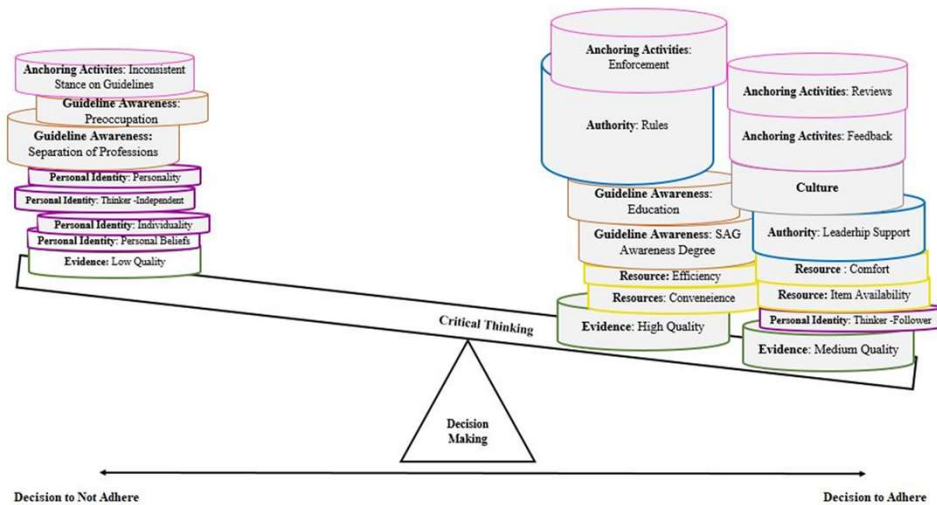 Anchoring Activites: Inconsistent
Stance on Guidelines
Guideline Awareness:
Preoccupation
Guideline Awareness:
Separation of Professions
Personal Identity: Personality
Personal Identity: Thinker -Independent
Personal Identity: Individuality
Personal Identity: Personal Beliefs
Evidence: Low Quality
Anchoring Activities:
Enforcement
Authority: Rules
Guideline Awareness:
Education
Guideline Awareness: SAG
Awareness Degree
Resource: Efficiency
Resources: Conveneience
Evidence: High Quality
Anchoring Activities: Reviews
Anchoring Activites: Feedback
Culture
Authority: Leaderhip Support
Resource : Comfort
Resource: Item Availability
Personal Identity: Thinker -Follower
Evidence: Medium Quality
Critical Thinking
Decision
Making
Decision to Not Adhere
Decision to Adhere